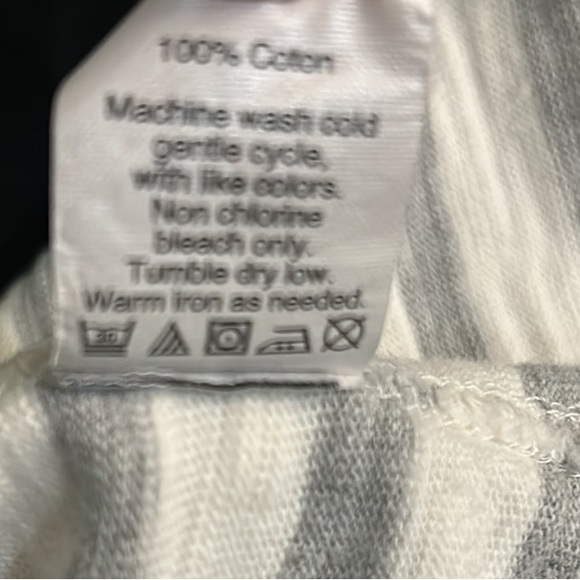 100% Coton
Machine wash cold
gentle cycle,
with like colors.
Non chlorine
bleach only.
Tumble dry low.
Warm iron as needed.
30